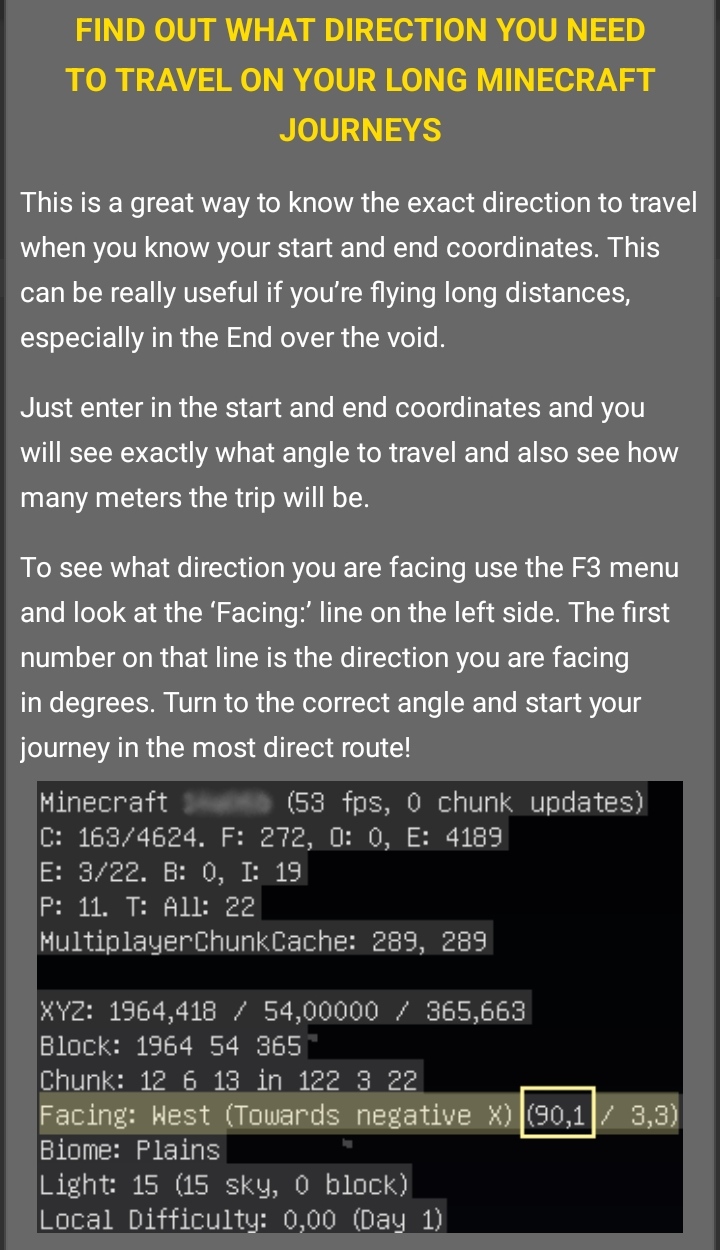 FIND OUT WHAT DIRECTION YOU NEED
TO TRAVEL ON YOUR LONG MINECRAFT
JOURNEYS
This is a great way to know the exact direction to travel
when you know your start and end coordinates. This
can be really useful if you’re flying long distances,
especially in the End over the void.
Just enter in the start and end coordinates and you
will see exactly what angle to travel and also see how
many meters the trip will be.
To see what direction you are facing use the F3 menu
and look at the ‘Facing:’ line on the left side. The first
number on that line is the direction you are facing
in degrees. Turn to the correct angle and start your
journey in the most direct route!
Minecraft (53 fps, 0 chunk updates)
C: 163/4624. F: 272, O: 0, E: 4189
E: 3/22. B: 0, I: 19
P: 11. T: All: 22
MultiplayerChunkCache: 289, 289
XYZ: 1964,418 / 54,00000 / 365,663
Block: 1964 54 365
Chunk: 12 6 13 in 122 3 22
Facing: West (Towards negative X) (90,1 / 3,3)
Biome: Plains
Light: 15 (15 sky, 0 block)
Local Difficulty: 0,00 (Day 1)